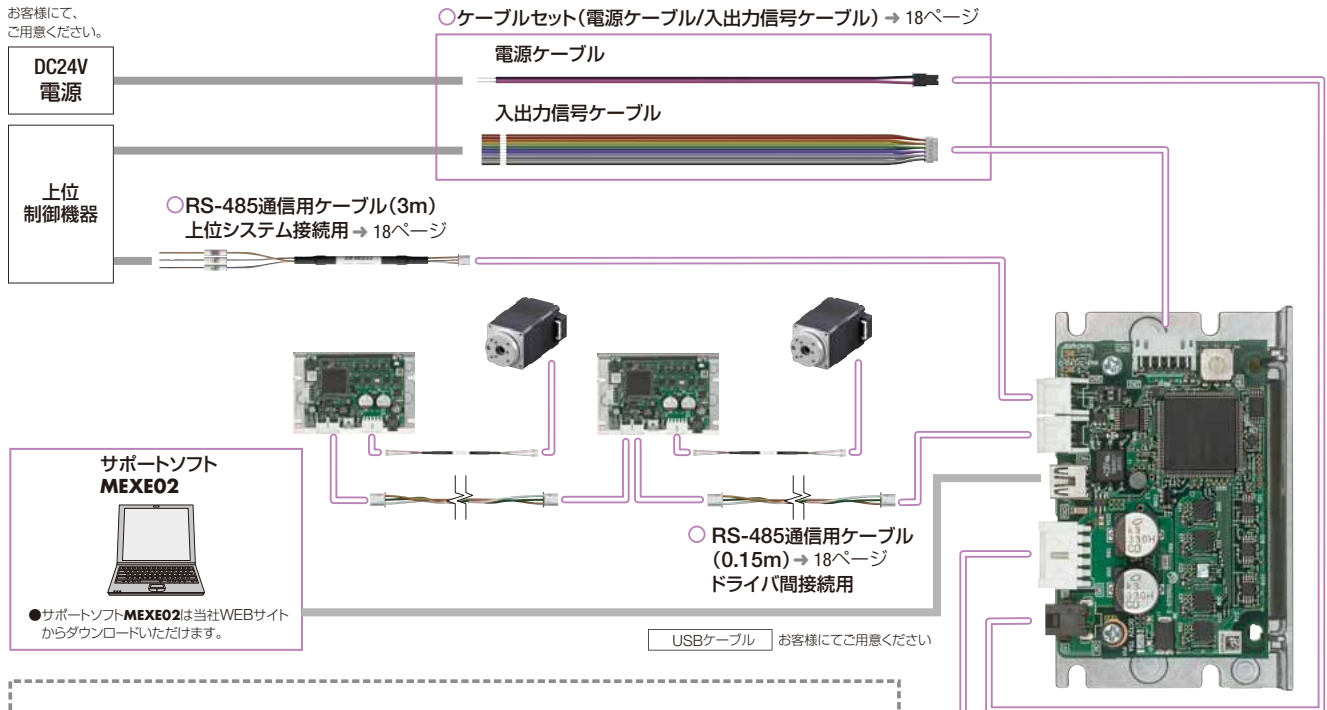 お客様にて、
ご用意ください。
○ケーブルセット（電源ケーブル/入出力信号ケーブル）➔ 18ページ
DC24V
電源
電源ケーブル
入出力信号ケーブル
上位
制御機器
○RS-485通信用ケーブル（3m）
上位システム接続用 ➔ 18ページ
サポートソフト
MEXE02
●サポートソフトMEXE02は当社WEBサイト
からダウンロードいただけます。
○ RS-485通信用ケーブル
（0.15m）➔ 18ページ
ドライバ間接続用
USBケーブル お客様にてご用意ください